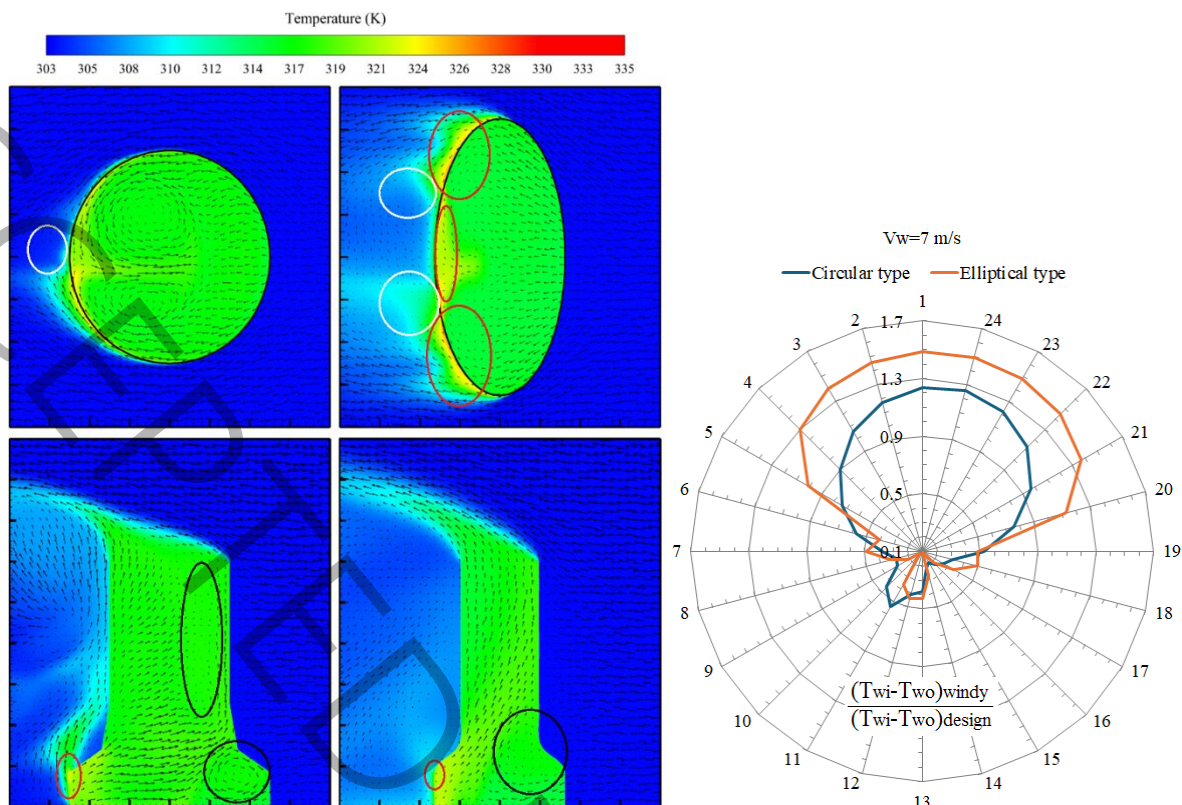 Temperature (K)
303 305 308 310 312 314 317 319 321 324 326 328 330 333 335
Vw=7 m/s
Circular type Elliptical type
1
2 1.7 24
3 23
4 1.3 22
5 0.9 21
6 0.5 20
7 0.1 19
8 18
9 17
10 16
11 15
12 14
13
(Twi-Two)windy
(Twi-Two)design